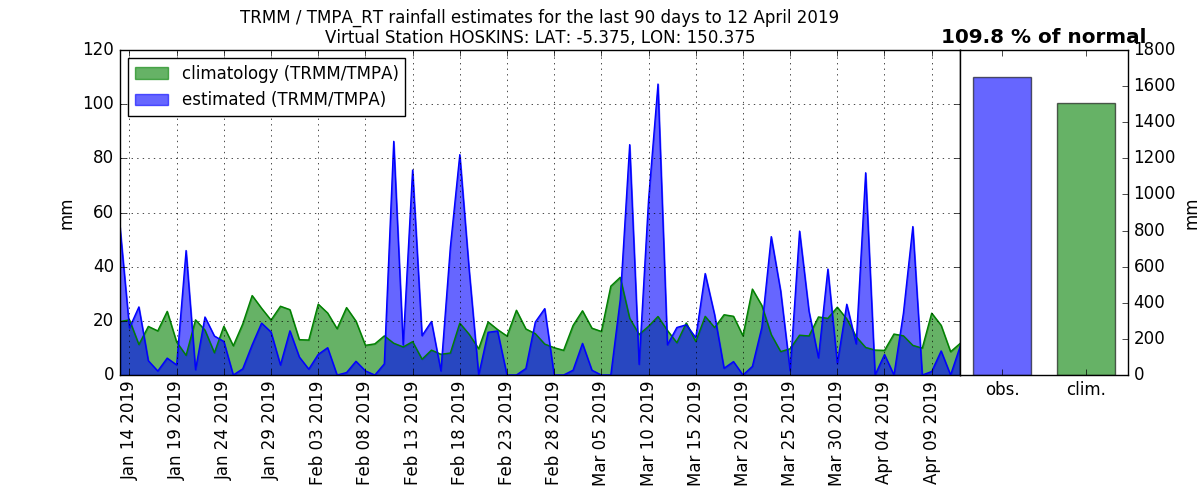 TRMM / TMPA_RT rainfall estimates for the last 90 days to 12 April 2019
Virtual Station HOSKINS: LAT: -5.375, LON: 150.375
109.8 % of normal
climatology (TRMM/TMPA)
estimated (TRMM/TMPA)
mm
120
100
80
60
40
20
0
Jan 14 2019
Jan 19 2019
Jan 24 2019
Jan 29 2019
Feb 03 2019
Feb 08 2019
Feb 13 2019
Feb 18 2019
Feb 23 2019
Feb 28 2019
Mar 05 2019
Mar 10 2019
Mar 15 2019
Mar 20 2019
Mar 25 2019
Mar 30 2019
Apr 04 2019
Apr 09 2019
obs.
clim.
1800
1600
1400
1200
1000
800
600
400
200
0
mm